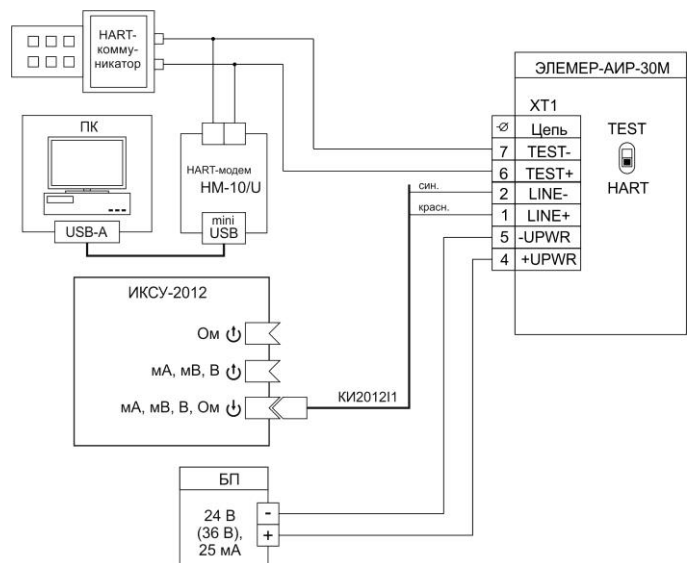 HART-
комму-
никатор
ПК
USB-A
HART-модем
HM-10/U
mini
USB
ЭЛЕМЕР-АИР-30М
XT1
-Ø Цепь
7 TEST-
6 TEST+
2 LINE-
1 LINE+
5 -UPWR
4 +UPWR
TEST
HART
син.
красн.
ИКСУ-2012
Ом
мА, мВ, В
мА, мВ, В, Ом
КИ2012I1
БП
24 В
(36 В),
25 мА
-
+